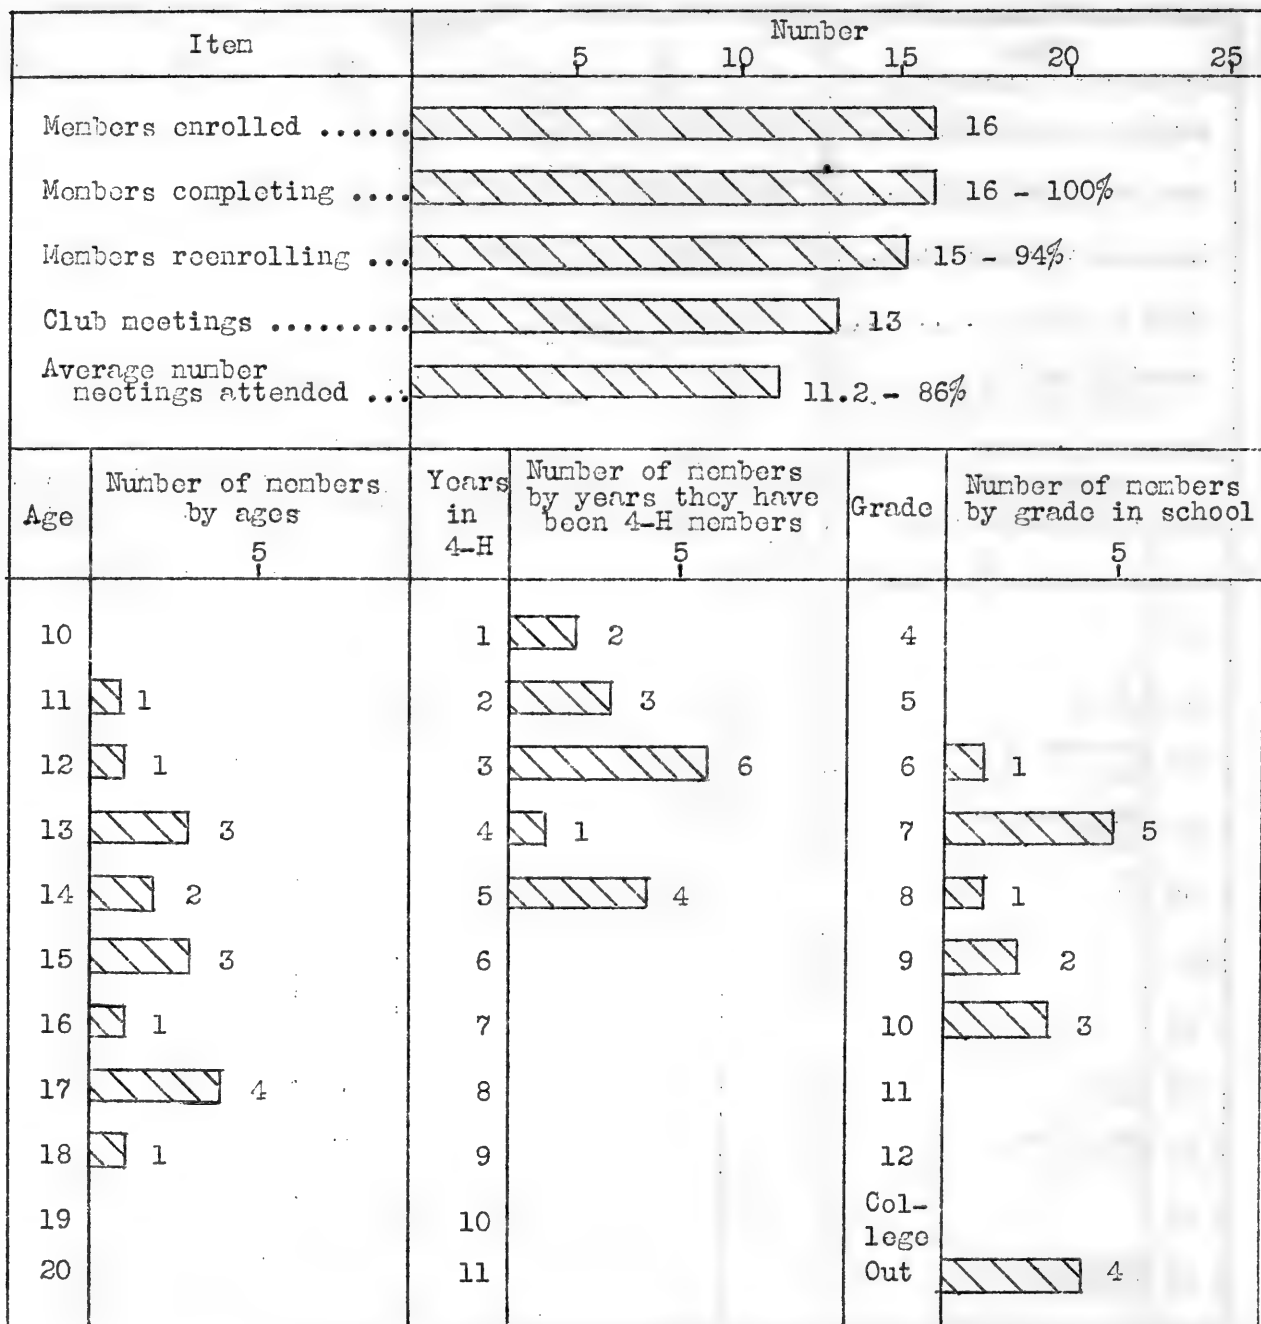 Item
Number
5 10 15 20 25
Members enrolled ...... 16
Members completing .... 16 - 100%
Members reenrolling ... 15 - 94%
Club meetings ......... 13
Average number
meetings attended ... 11.2 - 86%
Age
Number of members
by ages
5
Years
in
4-H
Number of members
by years they have
been 4-H members
5
Grade
Number of members
by grade in school
5
10 1 2 4
11 1 2 3 5
12 1 3 6 6 1
13 3 4 1 7 5
14 2 5 4 8 1
15 3 6 9 2
16 1 7 10 3
17 4 8 11
18 1 9 12
19 10 Col-
lege
20 11 Out 4